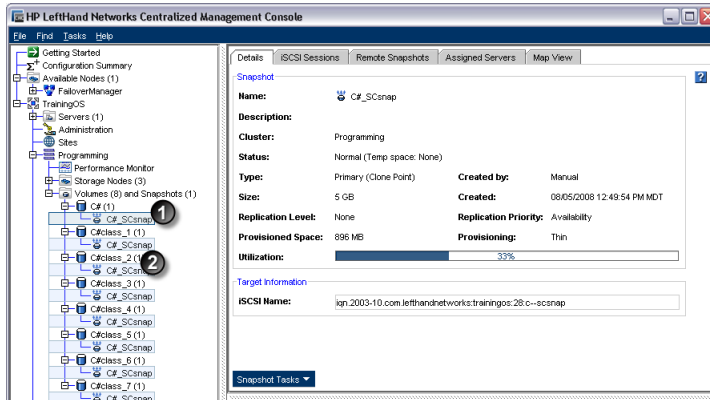 HP LeftHand Networks Centralized Management Console
File Find Tasks Help
Getting Started
Configuration Summary
Available Nodes (1)
FailoverManager
TrainingOS
Servers (1)
Administration
Sites
Programming
Performance Monitor
Storage Nodes (3)
Volumes (8) and Snapshots (1)
C# (1)
C#_SCsnap
1
C#class_1 (1)
C#_SCsnap
C#class_2 (1)
2
C#_SCsnap
C#class_3 (1)
C#_SCsnap
C#class_4 (1)
C#_SCsnap
C#class_5 (1)
C#_SCsnap
C#class_6 (1)
C#_SCsnap
C#class_7 (1)
C#_SCsnap
Details iSCSI Sessions Remote Snapshots Assigned Servers Map View
Snapshot
?
Name: C#_SCsnap
Description:
Cluster: Programming
Status: Normal (Temp space: None)
Type: Primary (Clone Point) Created by: Manual
Size: 5 GB Created: 08/05/2008 12:49:54 PM MDT
Replication Level: None Replication Priority: Availability
Provisioned Space: 896 MB Provisioning: Thin
Utilization: 33%
Target Information
iSCSI Name: iqn.2003-10.com.lefthandnetworks:trainingos:28:c--scsnap
Snapshot Tasks